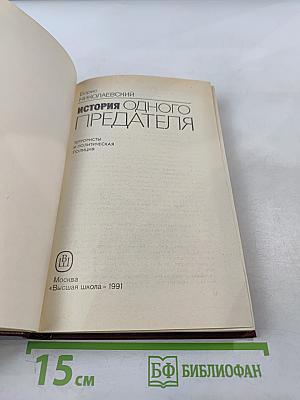 Борис
НИКОЛАЕВСКИЙ
ИСТОРИЯ ОДНОГО
ПРЕДАТЕЛЯ
ТЕРРОРИСТЫ
И ПОЛИТИЧЕСКАЯ
ПОЛИЦИЯ
Москва
«Высшая школа» 1991
15 см
БФ БИБЛИОФАН